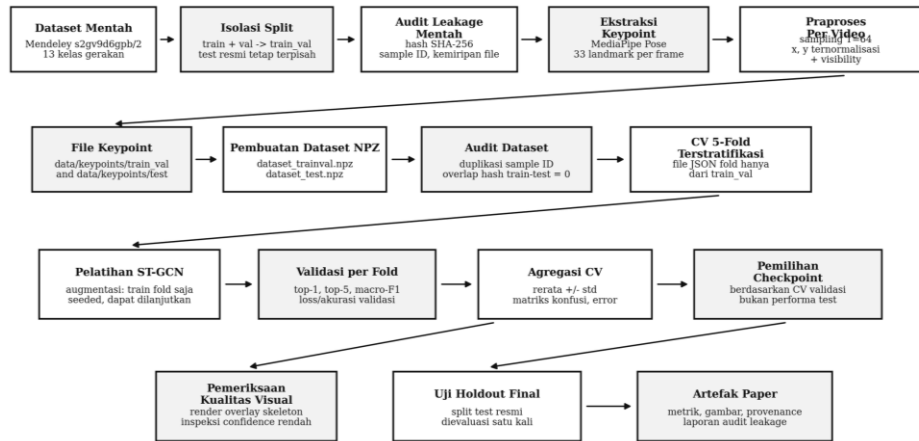 Dataset Mentah
Mendeley s2gv9d6gpb/2
13 kelas gerakan
Isolasi Split
train + val -> train_val
test resmi tetap terpisah
Audit Leakage
Mentah
hash SHA-256
sample ID, kemiripan file
Ekstraksi
Keypoint
MediaPipe Pose
33 landmark per frame
Praproses
Per Video
sampling T=64
x, y ternormalisasi
+ visibility
File Keypoint
data/keypoints/train_val
and data/keypoints/test
Pembuatan Dataset NPZ
dataset_trainval.npz
dataset_test.npz
Audit Dataset
duplikasi sample ID
overlap hash train-test = 0
CV 5-Fold
Terstratifikasi
file JSON fold hanya
dari train_val
Pelatihan ST-GCN
augmentasi: train fold saja
seeded, dapat dilanjutkan
Validasi per Fold
top-1, top-5, macro-F1
loss/akurasi validasi
Agregasi CV
rerata +/- std
matriks konfusi, error
Pemilihan
Checkpoint
berdasarkan CV validasi
bukan performa test
Pemeriksaan
Kualitas Visual
render overlay skeleton
inspeksi confidence rendah
Uji Holdout Final
split test resmi
dievaluasi satu kali
Artefak Paper
metrik, gambar, provenance
laporan audit leakage